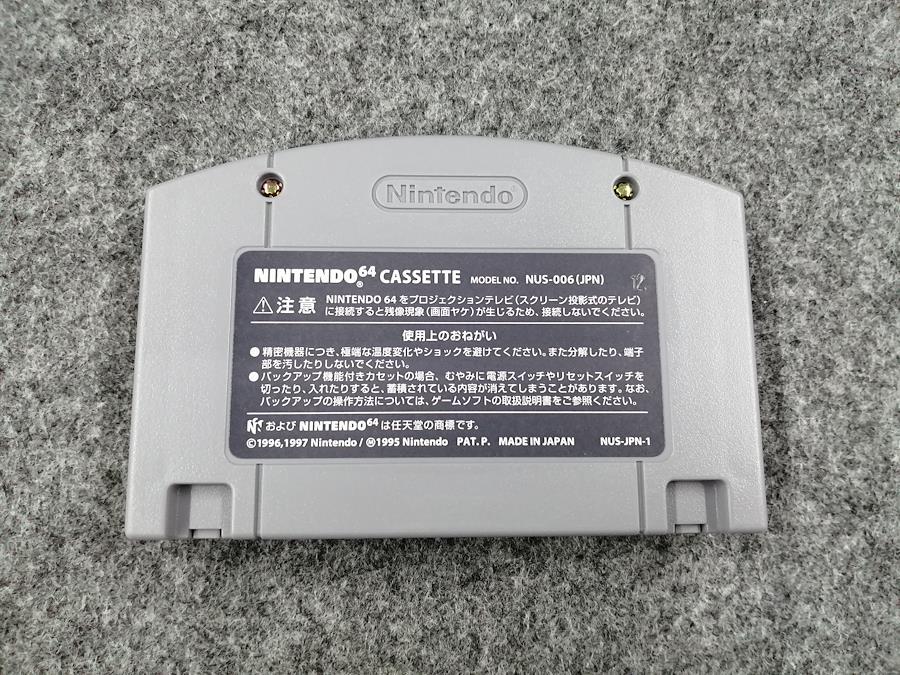 Nintendo
NINTENDO64 CASSETTE MODEL NO. NUS-006(JPN)
注意 NINTENDO 64をプロジェクションテレビ(スクリーン投影式のテレビ)
に接続すると残像現象(画面ヤケ)が生じるため、接続しないでください。
使用上のおねがい
●精密機器につき、極端な温度変化やショックを避けてください。また分解したり、端子
部を汚したりしないでください。
●バックアップ機能付きカセットの場合、むやみに電源スイッチやリセットスイッチを
切ったり、入れたりすると、蓄積されている内容が消えてしまうことがあります。なお、
バックアップの操作方法については、ゲームソフトの取扱説明書をご参照ください。
および NINTENDO64は任天堂の商標です。
©1996,1997 Nintendo/Ⓜ1995 Nintendo PAT. P. MADE IN JAPAN NUS-JPN-1